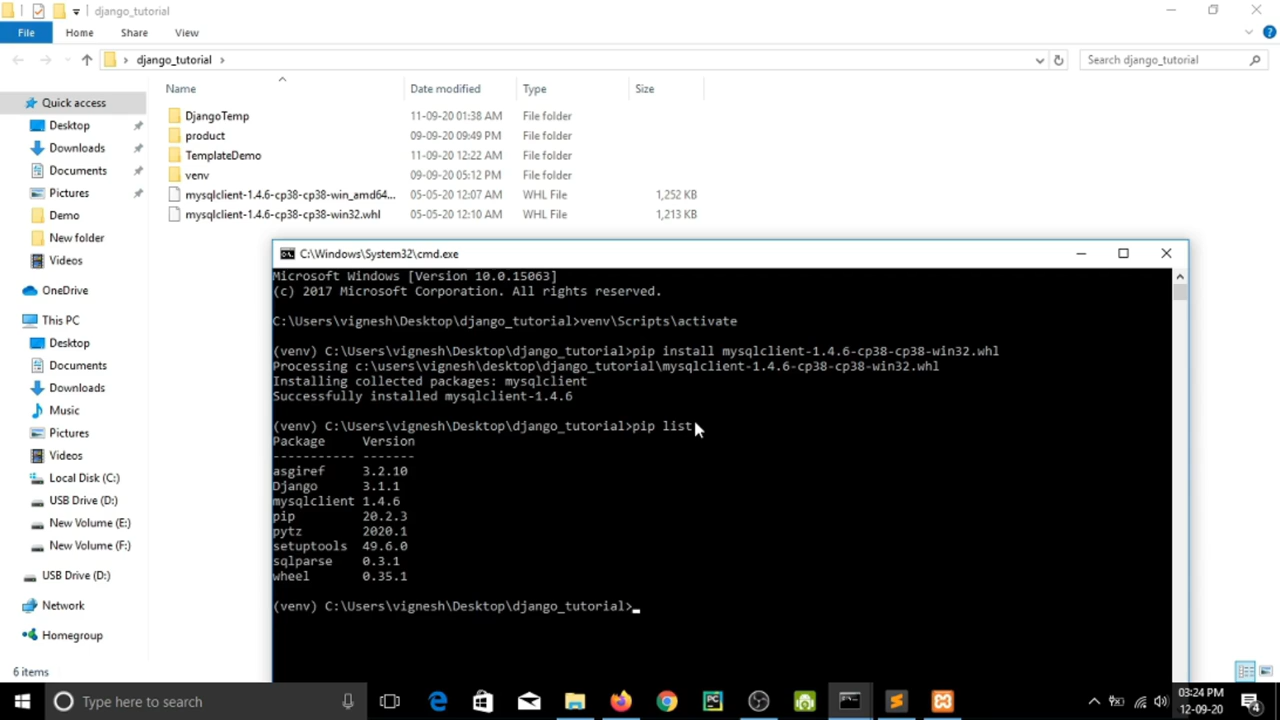 django_tutorial
File
Home
Share
View
django_tutorial
Search django_tutorial
Name
Date modified
Type
Size
Quick access
Desktop
Downloads
Documents
Pictures
Demo
New folder
Videos
OneDrive
This PC
Desktop
Documents
Downloads
Music
Pictures
Videos
Local Disk (C:)
USB Drive (D:)
New Volume (E:)
New Volume (F:)
USB Drive (D:)
Network
Homegroup
DjangoTemp 11-09-20 01:38 AM File folder
product 09-09-20 09:49 PM File folder
TemplateDemo 11-09-20 12:22 AM File folder
venv 09-09-20 05:12 PM File folder
mysqlclient-1.4.6-cp38-cp38-win_amd64... 05-05-20 12:07 AM WHL File 1,252 KB
mysqlclient-1.4.6-cp38-cp38-win32.whl 05-05-20 12:10 AM WHL File 1,213 KB
C:\Windows\System32\cmd.exe
Microsoft Windows [Version 10.0.15063]
(c) 2017 Microsoft Corporation. All rights reserved.
C:\Users\vignesh\Desktop\django_tutorial>venv\Scripts\activate
(venv) C:\Users\vignesh\Desktop\django_tutorial>pip install mysqlclient-1.4.6-cp38-cp38-win32.whl
Processing c:\users\vignesh\desktop\django_tutorial\mysqlclient-1.4.6-cp38-cp38-win32.whl
Installing collected packages: mysqlclient
Successfully installed mysqlclient-1.4.6
(venv) C:\Users\vignesh\Desktop\django_tutorial>pip list
Package Version
----------- -------
asgiref 3.2.10
Django 3.1.1
mysqlclient 1.4.6
pip 20.2.3
pytz 2020.1
setuptools 49.6.0
sqlparse 0.3.1
wheel 0.35.1
(venv) C:\Users\vignesh\Desktop\django_tutorial>
6 items
Type here to search
PC
03:24 PM
12-09-20
4